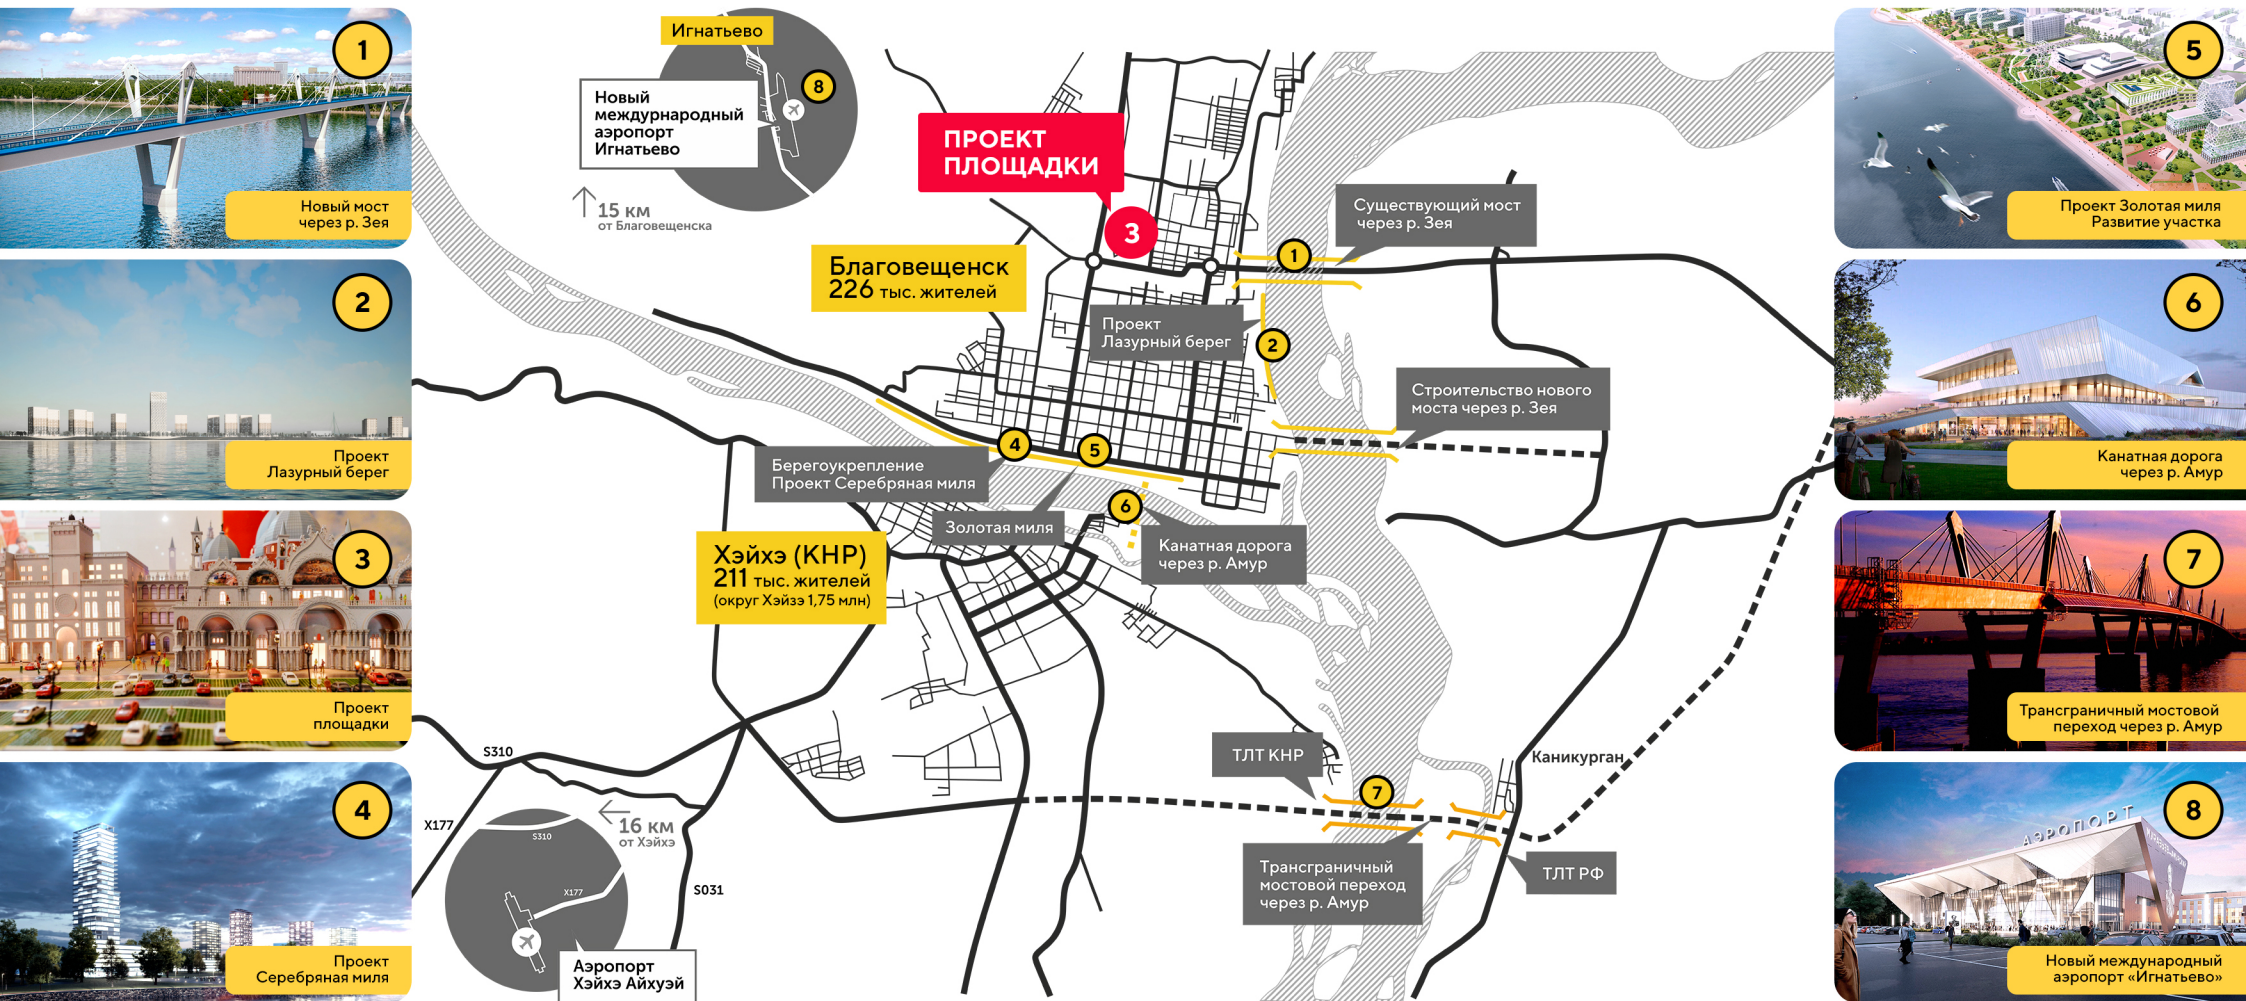 1
Новый мост
через р. Зея
2
Проект
Лазурный берег
3
Проект
площадки
4
Проект
Серебряная миля
Игнатьево
8
Новый
междурнародный
аэропорт
Игнатьево
15 км
от Благовещенска
ПРОЕКТ
ПЛОЩАДКИ
3
Благовещенск
226 тыс. жителей
Существующий мост
через р. Зея
1
Проект
Лазурный берег
2
Строительство нового
моста через р. Зея
4
5
Берегоукрепление
Проект Серебряная миля
Золотая миля
6
Канатная дорога
через р. Амур
Хэйхэ (КНР)
211 тыс. жителей
(округ Хэйзэ 1,75 млн)
ТЛТ КНР
7
Каникурган
Трансграничный
мостовой переход
через р. Амур
ТЛТ РФ
S310
X177
16 км
от Хэйхэ
S310
X177
S031
Аэропорт
Хэйхэ Айхуэй
5
Проект Золотая миля
Развитие участка
6
Канатная дорога
через р. Амур
7
Трансграничный мостовой
переход через р. Амур
АЭРОПОРТ
8
Новый международный
аэропорт «Игнатьево»